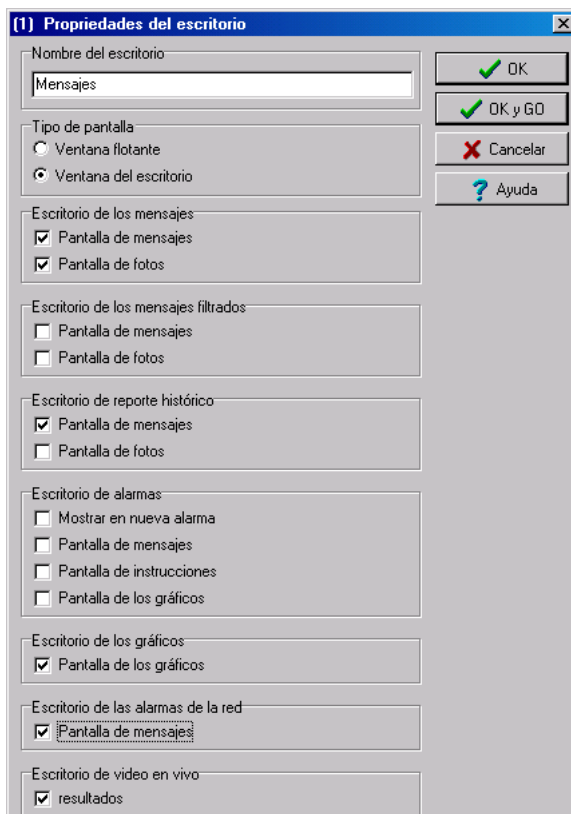 (1) Propriedades del escritorio
Nombre del escritorio
Mensajes
OK
OK y GO
Cancelar
Ayuda
Tipo de pantalla
Ventana flotante
Ventana del escritorio
Escritorio de los mensajes
Pantalla de mensajes
Pantalla de fotos
Escritorio de los mensajes filtrados
Pantalla de mensajes
Pantalla de fotos
Escritorio de reporte histórico
Pantalla de mensajes
Pantalla de fotos
Escritorio de alarmas
Mostrar en nueva alarma
Pantalla de mensajes
Pantalla de instrucciones
Pantalla de los gráficos
Escritorio de los gráficos
Pantalla de los gráficos
Escritorio de las alarmas de la red
Pantalla de mensajes
Escritorio de video en vivo
resultados